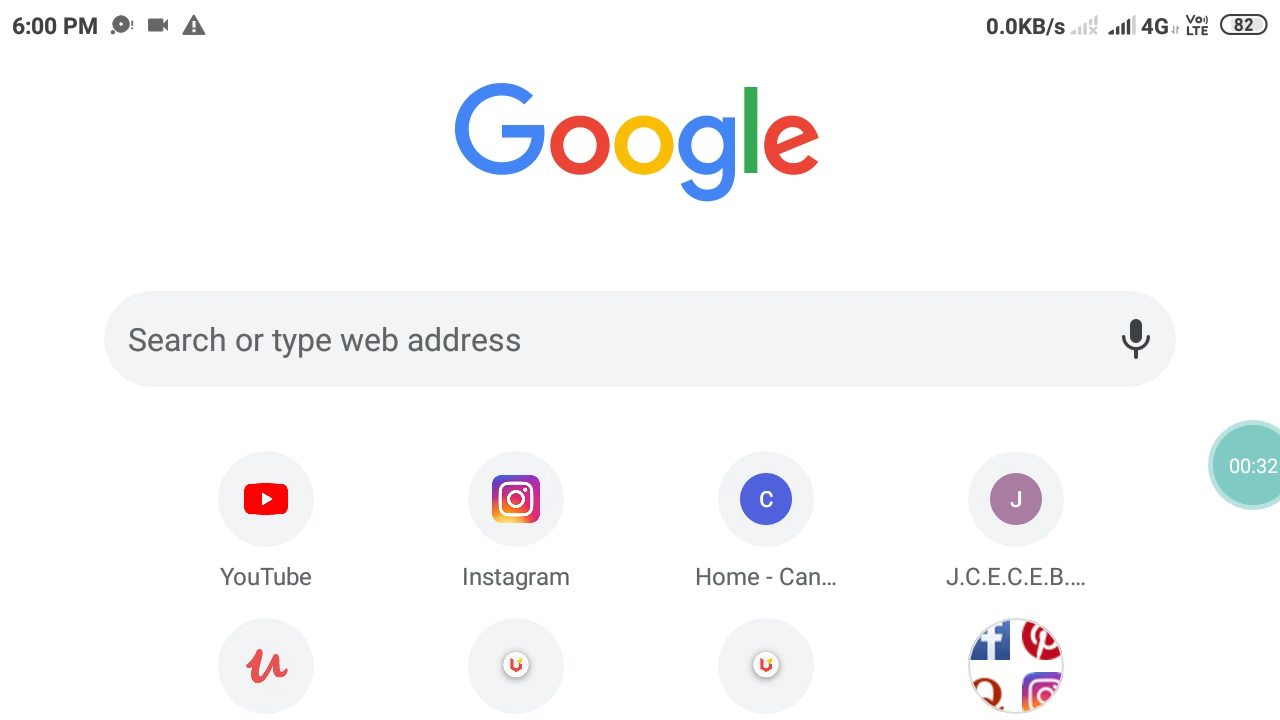 6:00 PM 0.0KB/s 4G Vo) LTE 82
Google
Search or type web address
00:32
C J
YouTube Instagram Home - Can... J.C.E.C.E.B....